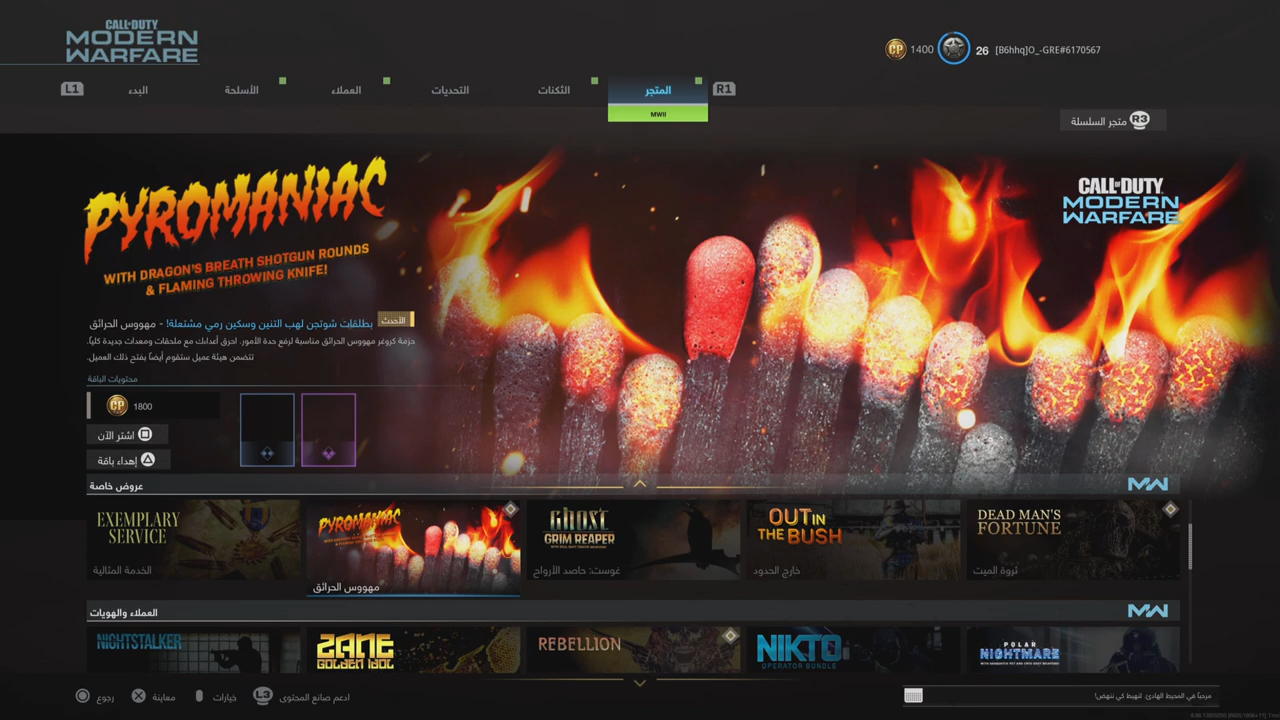 CALL OF DUTY
MODERN
WARFARE
CP 1400
26 [B6hhq]O_-GRE#6170567
L1
البدء
الأسلحة
العملاء
التحديات
الثكنات
المتجر
R1
MWII
متجر السلسلة R3
PYROMANIAC
WITH DRAGON'S BREATH SHOTGUN ROUNDS
& FLAMING THROWING KNIFE!
CALL OF DUTY
MODERN
WARFARE
الأحدث بطلقات شوتجن لهب التنين وسكين رمي مشتعلة! - مهووس الحرائق
حزمة كروغر مهووس الحرائق مناسبة لرفع حدة الأمور. احرق أعداءك مع ملحقات ومعدات جديدة كلياً.
تتضمن هيئة عميل ستقوم أيضاً بفتح ذلك العميل.
محتويات الباقة
CP 1800
اشتر الآن
إهداء باقة
عروض خاصة
MW
EXEMPLARY
SERVICE
الخدمة المثالية
PYROMANIAC
مهووس الحرائق
GHOST
GRIM REAPER
غوست: حاصد الأرواح
OUT IN
THE BUSH
خارج الحدود
DEAD MAN'S
FORTUNE
ثروة الميت
العملاء والهويات
MW
NIGHTSTALKER
ZANE
GOLDEN IDOL
REBELLION
NIKTO
OPERATOR BUNDLE
POLAR
NIGHTMARE
رجوع
معاينة
خيارات
L3 ادعم صانع المحتوى
مرحباً في المحيط الهادئ. لنهبط كي ننهض!